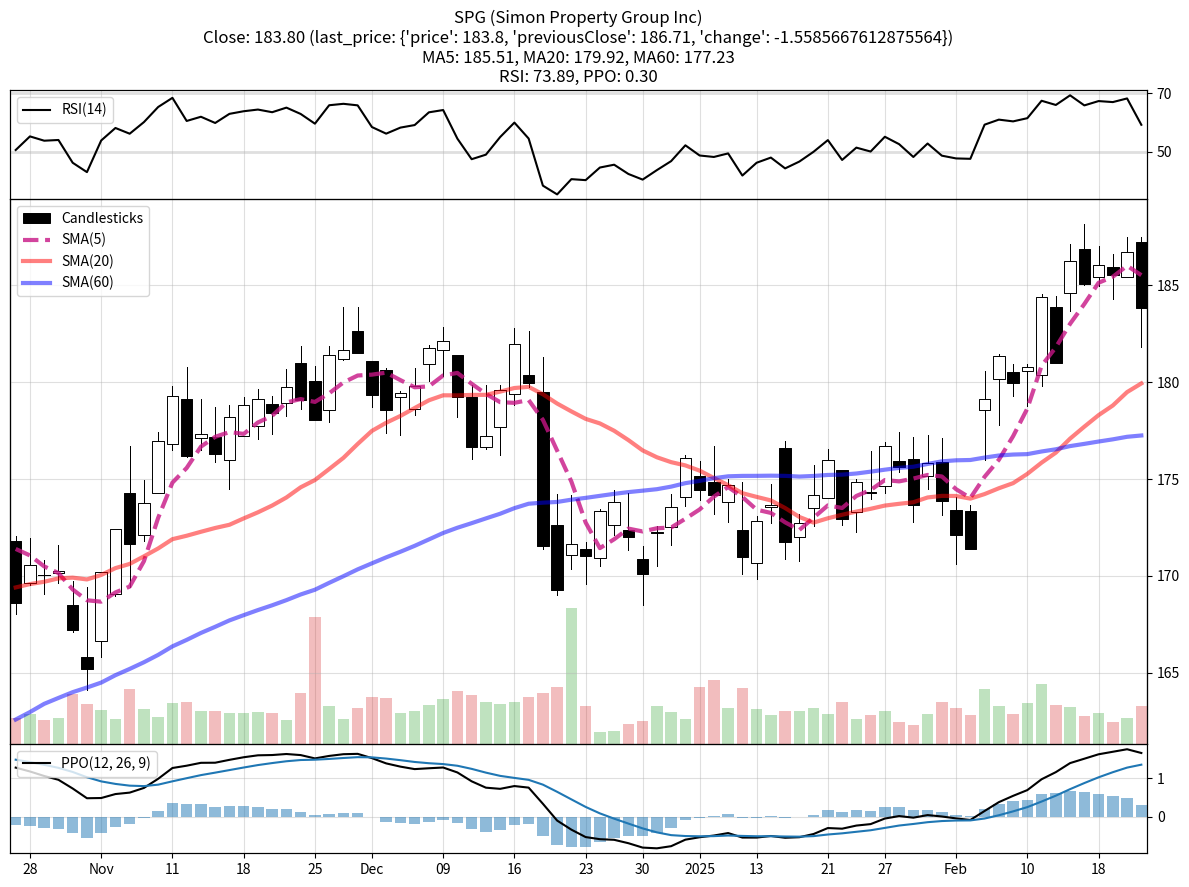 SPG (Simon Property Group Inc)
Close: 183.80 (last_price: {'price': 183.8, 'previousClose': 186.71, 'change': -1.5585667612875564})
MA5: 185.51, MA20: 179.92, MA60: 177.23
RSI: 73.89, PPO: 0.30
RSI(14)
70
50
Candlesticks
SMA(5)
SMA(20)
SMA(60)
185
180
175
170
165
PPO(12, 26, 9)
1
0
28 Nov 11 18 25 Dec 09 16 23 30 2025 13 21 27 Feb 10 18